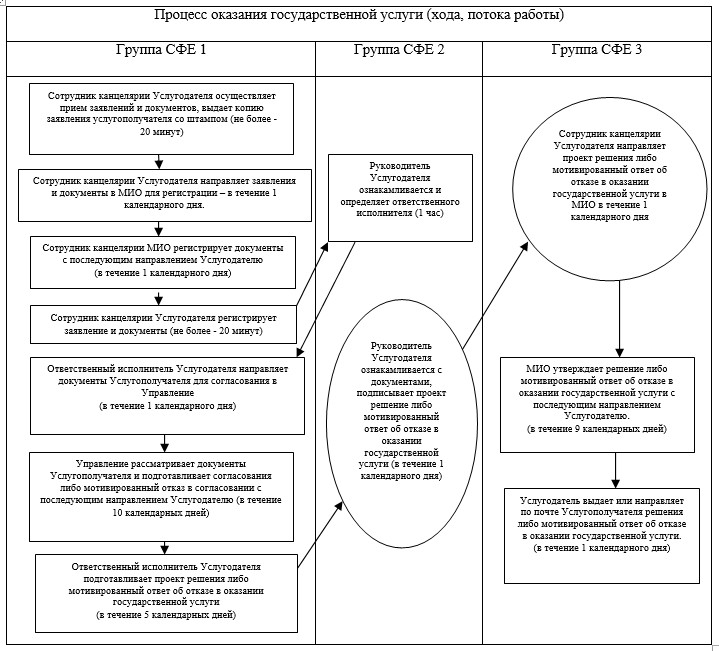 Процесс оказания государственной услуги (хода, потока работы)
Группа СФЕ 1
Группа СФЕ 2
Группа СФЕ 3
Сотрудник канцелярии Услугодателя осуществляет
прием заявлений и документов, выдает копию
заявления услугополучателя со штампом (не более -
20 минут)
Сотрудник канцелярии Услугодателя направляет заявления
и документы в МИО для регистрации – в течение 1
календарного дня.
Сотрудник канцелярии МИО регистрирует документы
с последующим направлением Услугодателю
(в течение 1 календарного дня)
Сотрудник канцелярии Услугодателя регистрирует
заявление и документы (не более - 20 минут)
Руководитель
Услугодателя
ознакамливается и
определяет ответственного
исполнителя (1 час)
Ответственный исполнитель Услугодателя направляет
документы Услугополучателя для согласования в
Управление
(в течение 1 календарного дня)
Управление рассматривает документы
Услугополучателя и подготавливает согласования
либо мотивированный отказ в согласовании с
последующим направлением Услугодателю (в течение
10 календарных дней)
Ответственный исполнитель Услугодателя
подготавливает проект решения либо
мотивированный ответ об отказе в оказании
государственной услуги
(в течение 5 календарных дней)
Руководитель
Услугодателя
ознакамливается с
документами,
подписывает проект
решение либо
мотивированный
ответ об отказе в
оказании
государственной
услуги (в течение 1
календарного дня)
Сотрудник канцелярии
Услугодателя направляет
проект решения либо
мотивированный ответ об
отказе в оказании
государственной услуги в
МИО в течение 1
календарного дня
МИО утверждает решение либо
мотивированный ответ об отказе в
оказании государственной услуги с
последующим направлением
Услугодателю.
(в течение 9 календарных дней)
Услугодатель выдает или направляет
по почте Услугополучателя решения
либо мотивированный ответ об отказе
в оказании государственной услуги.
(в течение 1 календарного дня)